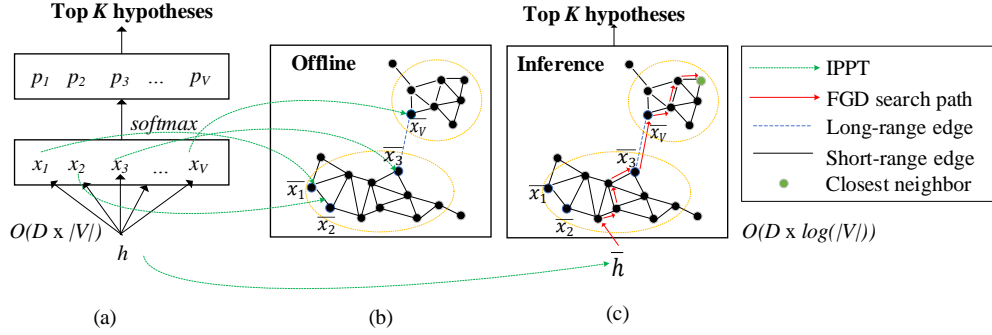 Top K hypotheses
p1 p2 p3 ... pV
softmax
x1 x2 x3 ... xV
O(D x |V|)
h
(a)
Offline
x̅V
x̅3
x̅1
x̅2
(b)
Top K hypotheses
Inference
x̅V
x̅3
x̅1
x̅2
h̅
(c)
IPPT
FGD search path
Long-range edge
Short-range edge
Closest neighbor
O(D x log(|V|))